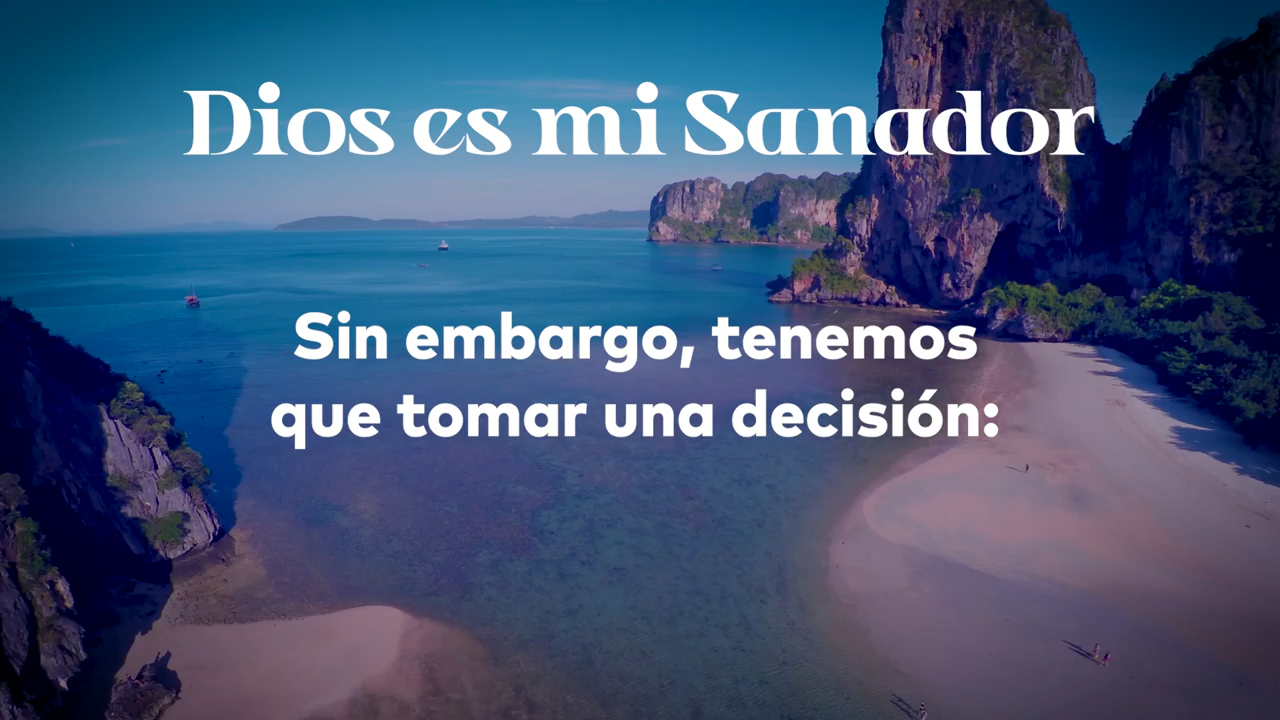 Dios es mi Sanador
Sin embargo, tenemos
que tomar una decisión: